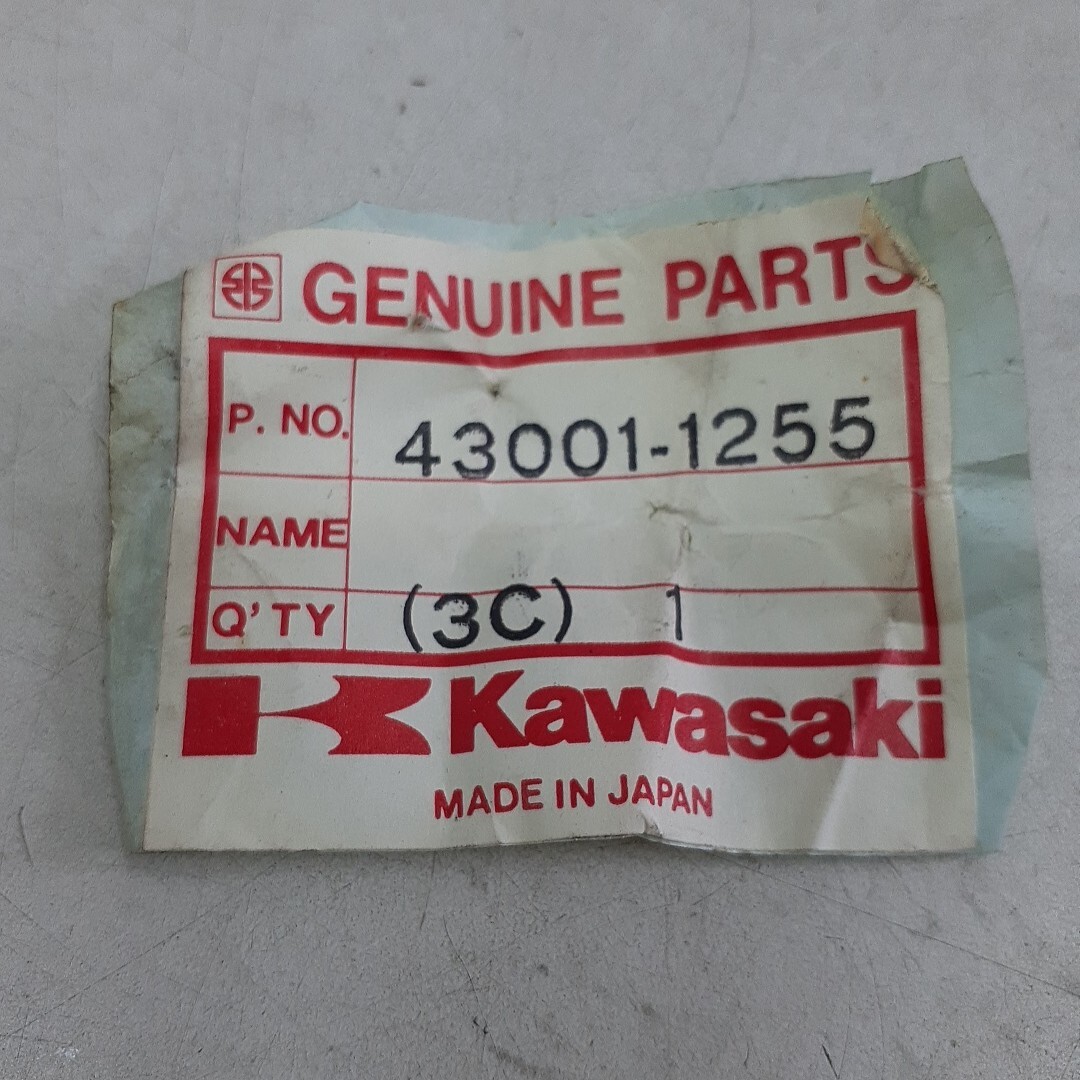 GENUINE PARTS
P. NO. 43001-1255
NAME
Q'TY (3C) 1
Kawasaki
MADE IN JAPAN